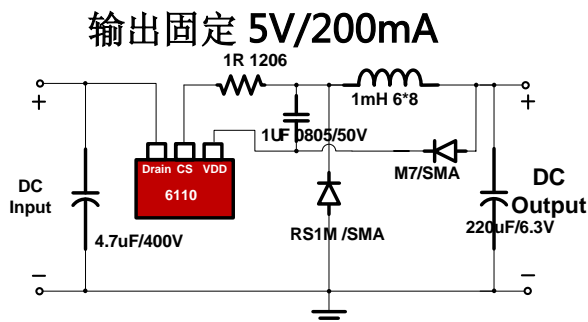 输出固定 5V/200mA
1R 1206
1mH 6*8
+
+
1UF 0805/50V
Drain CS VDD
6110
M7/SMA
DC
Input
DC
Output
4.7uF/400V
RS1M /SMA
220uF/6.3V
−
−